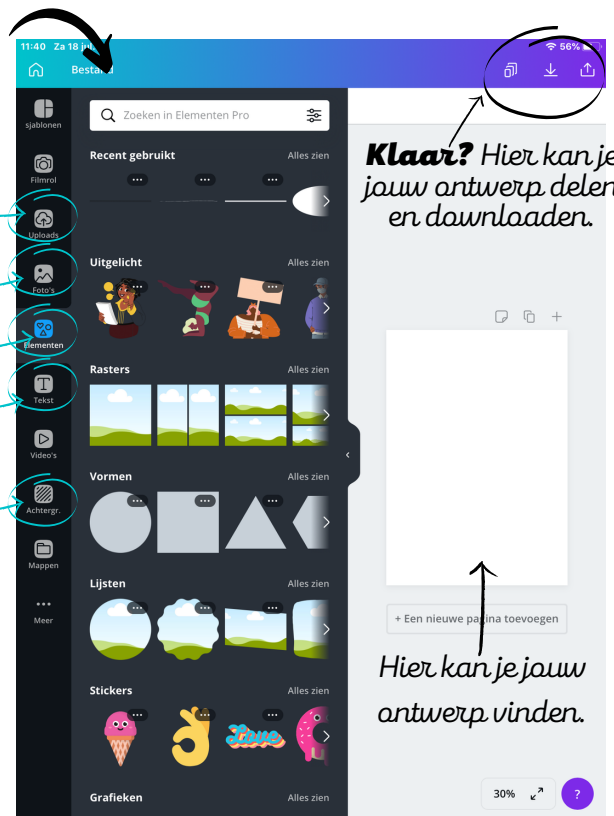 11:40 Za 18 jul
56%
Bestand
sjablonen
Filmrol
Uploads
Foto's
Elementen
Tekst
Video's
Achtergr.
Mappen
Meer
Zoeken in Elementen Pro
Recent gebruikt Alles zien
Uitgelicht Alles zien
Rasters Alles zien
Vormen Alles zien
Lijsten Alles zien
Stickers Alles zien
Love
Grafieken Alles zien
Klaar? Hier kan je
jouw ontwerp delen
en downloaden.
+ Een nieuwe pagina toevoegen
Hier kan je jouw
ontwerp vinden.
30%
?